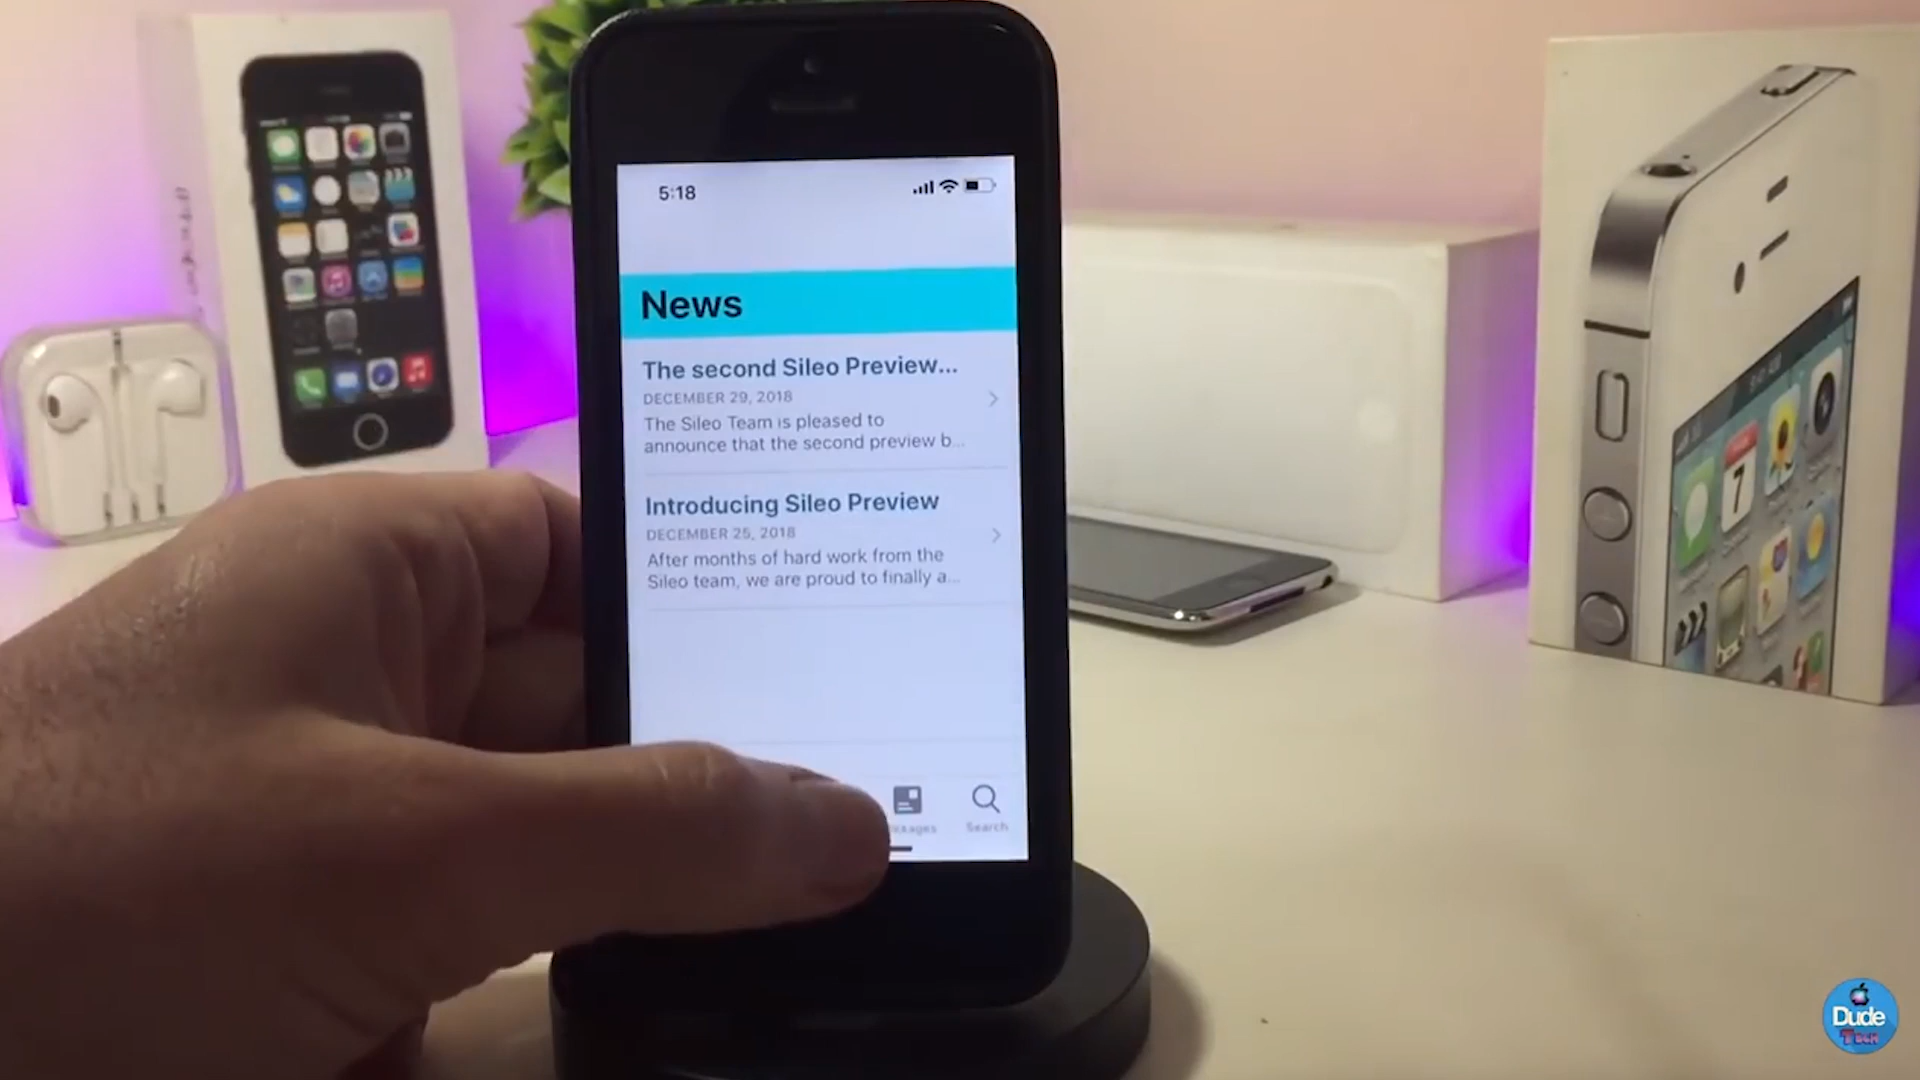 5:18
News
The second Sileo Preview...
DECEMBER 29, 2018
The Sileo Team is pleased to
announce that the second preview b...
Introducing Sileo Preview
DECEMBER 25, 2018
After months of hard work from the
Sileo team, we are proud to finally a...
Search
7
Dude
Tech